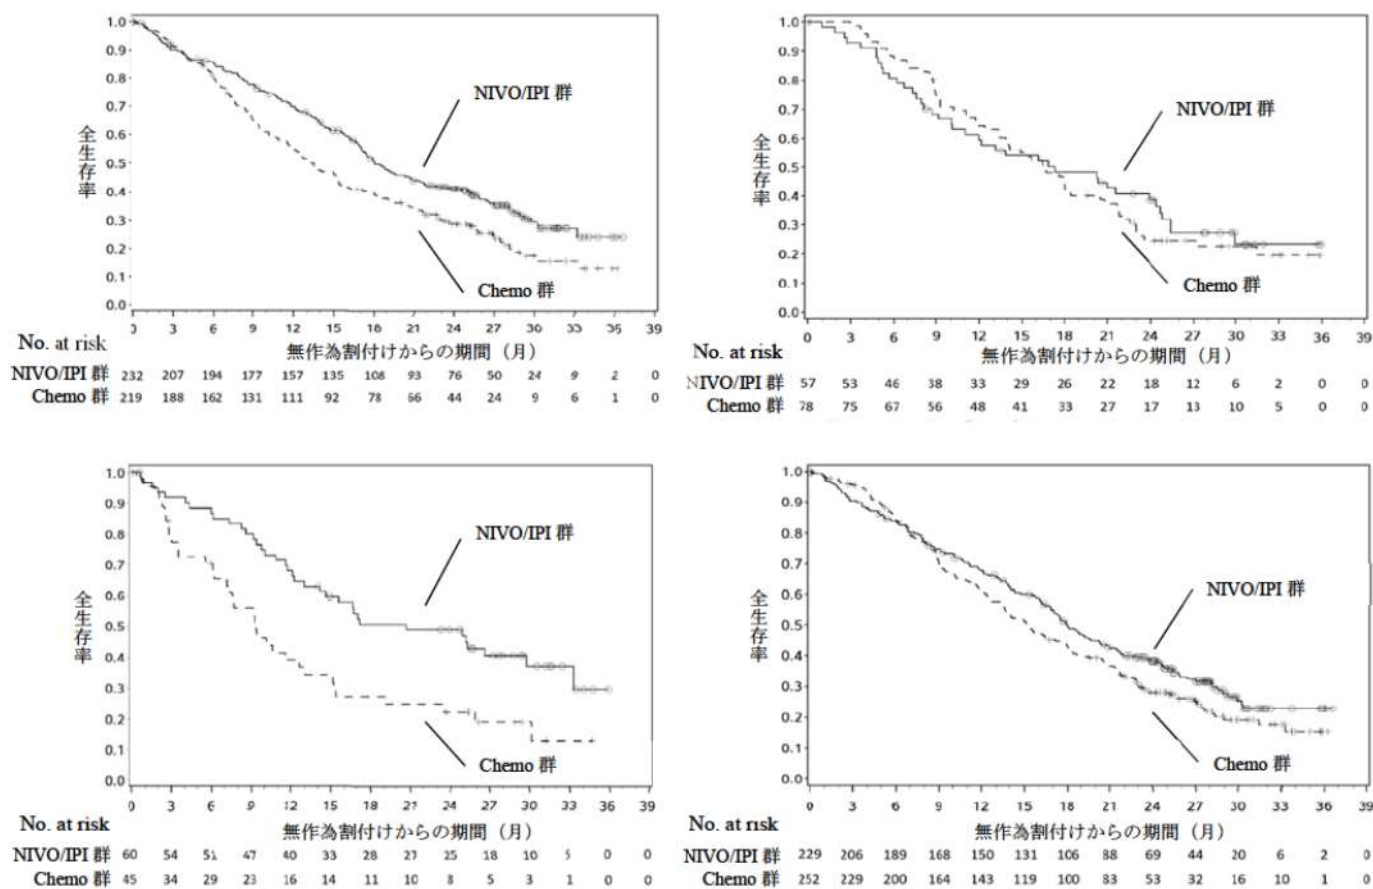 1.0
0.9
0.8
0.7
0.6
0.5
0.4
0.3
0.2
0.1
0.0
全生存率
NIVO/IPI 群
Chemo 群
0 3 6 9 12 15 18 21 24 27 30 33 36 39
No. at risk
無作為割付けからの期間（月）
NIVO/IPI 群 232 207 194 177 157 135 108 93 76 50 24 9 2 0
Chemo 群 219 188 162 131 111 92 78 66 44 24 9 6 1 0
1.0
0.9
0.8
0.7
0.6
0.5
0.4
0.3
0.2
0.1
0.0
全生存率
NIVO/IPI 群
Chemo 群
0 3 6 9 12 15 18 21 24 27 30 33 36 39
No. at risk
無作為割付けからの期間（月）
NIVO/IPI 群 57 53 46 38 33 29 26 22 18 12 6 2 0 0
Chemo 群 78 75 67 56 48 41 33 27 17 13 10 5 0 0
1.0
0.9
0.8
0.7
0.6
0.5
0.4
0.3
0.2
0.1
0.0
全生存率
NIVO/IPI 群
Chemo 群
0 3 6 9 12 15 18 21 24 27 30 33 36 39
No. at risk
無作為割付けからの期間（月）
NIVO/IPI 群 60 54 51 47 40 33 28 27 25 18 10 5 0 0
Chemo 群 45 34 29 23 16 14 11 10 8 5 3 1 0 0
1.0
0.9
0.8
0.7
0.6
0.5
0.4
0.3
0.2
0.1
0.0
全生存率
NIVO/IPI 群
Chemo 群
0 3 6 9 12 15 18 21 24 27 30 33 36 39
No. at risk
無作為割付けからの期間（月）
NIVO/IPI 群 229 206 189 168 150 131 106 88 69 44 20 6 2 0
Chemo 群 252 229 200 164 143 119 100 83 53 32 16 10 1 0